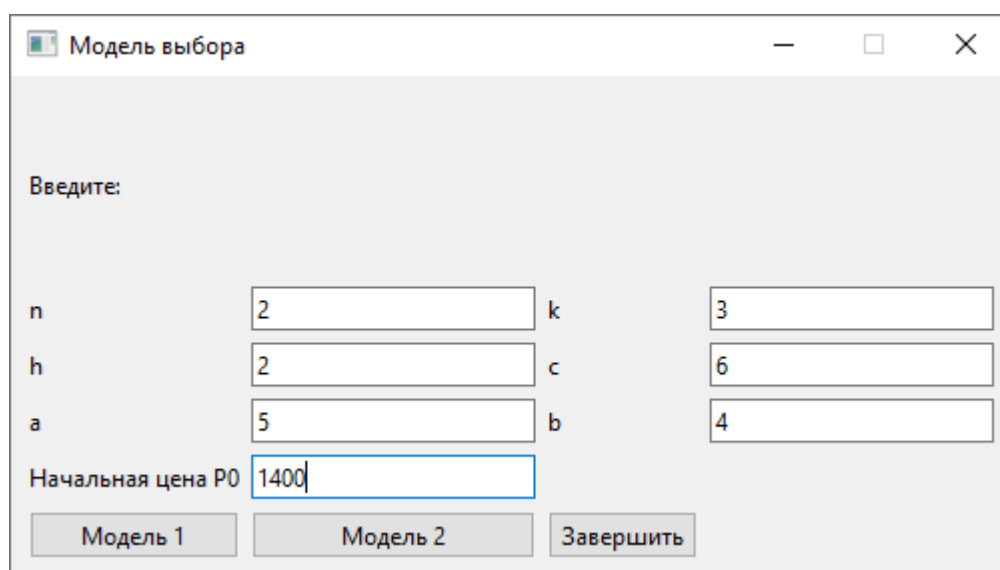 Модель выбора
Введите:
n 2 k 3
h 2 c 6
a 5 b 4
Начальная цена P0 1400
Модель 1 Модель 2 Завершить